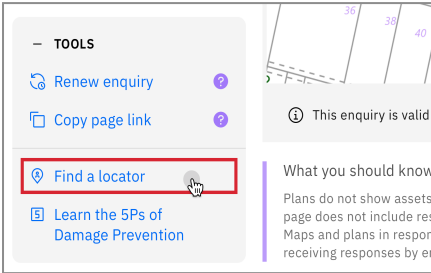 TOOLS
Renew enquiry ?
Copy page link ?
Find a locator
5 Learn the 5Ps of
Damage Prevention
36
38
40
This enquiry is valid
What you should know
Plans do not show assets
page does not include res
Maps and plans in respon
receiving responses by e